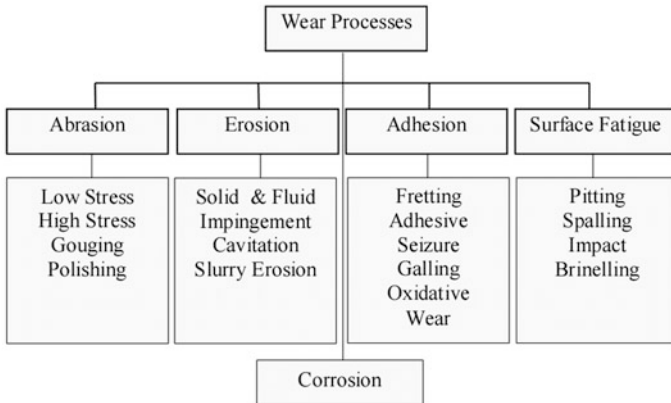 Wear Processes
Abrasion
Erosion
Adhesion
Surface Fatigue
Low Stress
High Stress
Gouging
Polishing
Solid & Fluid
Impingement
Cavitation
Slurry Erosion
Fretting
Adhesive
Seizure
Galling
Oxidative
Wear
Pitting
Spalling
Impact
Brinelling
Corrosion